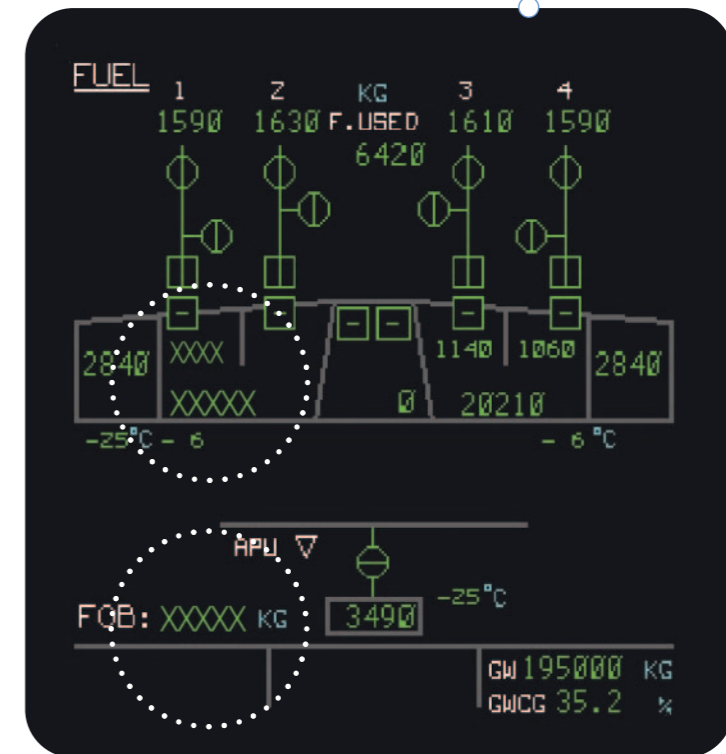 FUEL
1 2 KG 3 4
1590 1630 F.USED 1610 1590
6420
2840 XXXX 1140 1060 2840
XXXXX 0 20210
-25°C - 6 - 6 °C
APU
-25°C
FOB: XXXXX KG 3490
GW 195000 KG
GWCG 35.2 %